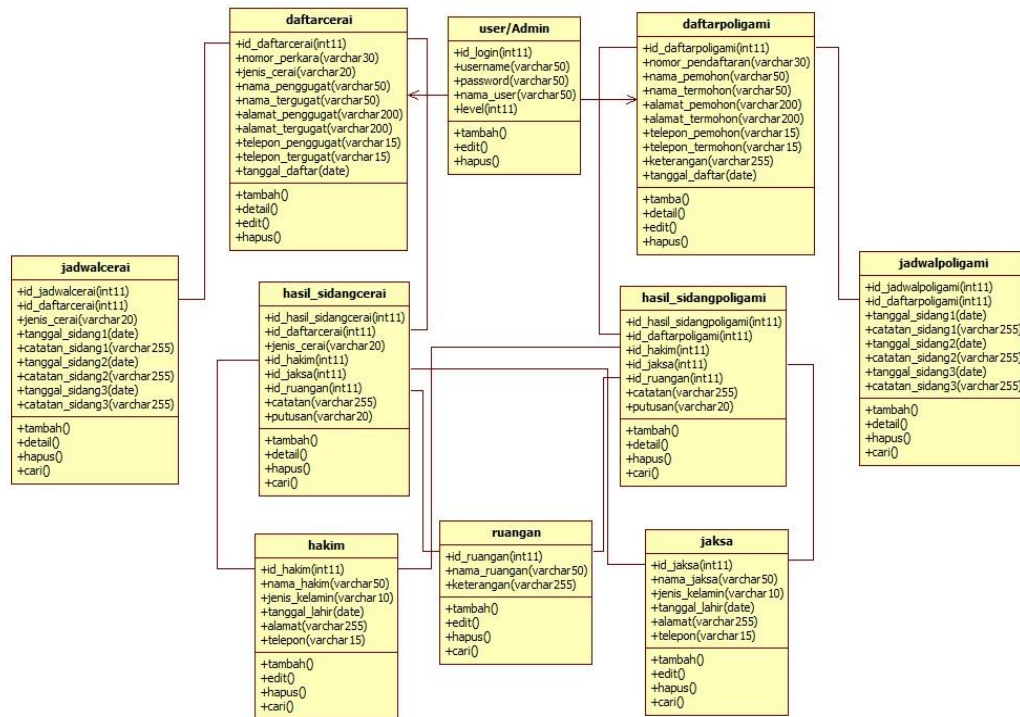 daftarcerai
+id_daftarcerai(int11)
+nomor_perkara(varchar30)
+jenis_cerai(varchar20)
+nama_penggugat(varchar50)
+nama_tergugat(varchar50)
+alamat_penggugat(varchar200)
+alamat_tergugat(varchar200)
+telepon_penggugat(varchar15)
+telepon_tergugat(varchar15)
+tanggal_daftar(date)
+tambah()
+detail()
+edit()
+hapus()
user/Admin
+id_login(int11)
+username(varchar50)
+password(varchar50)
+nama_user(varchar50)
+level(int11)
+tambah()
+edit()
+hapus()
daftarpoligami
+id_daftarpoligami(int11)
+nomor_pendaftaran(varchar30)
+nama_pemohon(varchar50)
+nama_termohon(varchar50)
+alamat_pemohon(varchar200)
+alamat_termohon(varchar200)
+telepon_pemohon(varchar15)
+telepon_termohon(varchar15)
+keterangan(varchar255)
+tanggal_daftar(date)
+tamba()
+detail()
+edit()
+hapus()
jadwalcerai
+id_jadwalcerai(int11)
+id_daftarcerai(int11)
+jenis_cerai(varchar20)
+tanggal_sidang1(date)
+catatan_sidang1(varchar255)
+tanggal_sidang2(date)
+catatan_sidang2(varchar255)
+tanggal_sidang3(date)
+catatan_sidang3(varchar255)
+tambah()
+detail()
+hapus()
+cari()
hasil_sidangcerai
+id_hasil_sidangcerai(int11)
+id_daftarcerai(int11)
+jenis_cerai(varchar20)
+id_hakim(int11)
+id_jaksa(int11)
+id_ruangan(int11)
+catatan(varchar255)
+putusan(varchar20)
+tambah()
+detail()
+hapus()
+cari()
hasil_sidangpoligami
+id_hasil_sidangpoligami(int11)
+id_daftarpoligami(int11)
+id_hakim(int11)
+id_jaksa(int11)
+id_ruangan(int11)
+catatan(varchar255)
+putusan(varchar20)
+tambah()
+detail()
+hapus()
+cari()
jadwalpoligami
+id_jadwalpoligami(int11)
+id_daftarpoligami(int11)
+tanggal_sidang1(date)
+catatan_sidang1(varchar255)
+tanggal_sidang2(date)
+catatan_sidang2(varchar255)
+tanggal_sidang3(date)
+catatan_sidang3(varchar255)
+tambah()
+detail()
+hapus()
+cari()
hakim
+id_hakim(int11)
+nama_hakim(varchar50)
+jenis_kelamin(varchar10)
+tanggal_lahir(date)
+alamat(varchar255)
+telepon(varchar15)
+tambah()
+edit()
+hapus()
+cari()
ruangan
+id_ruangan(int11)
+nama_ruangan(varchar50)
+keterangan(varchar255)
+tambah()
+edit()
+hapus()
+cari()
jaksa
+id_jaksa(int11)
+nama_jaksa(varchar50)
+jenis_kelamin(varchar10)
+tanggal_lahir(date)
+alamat(varchar255)
+telepon(varchar15)
+tambah()
+edit()
+hapus()
+cari()